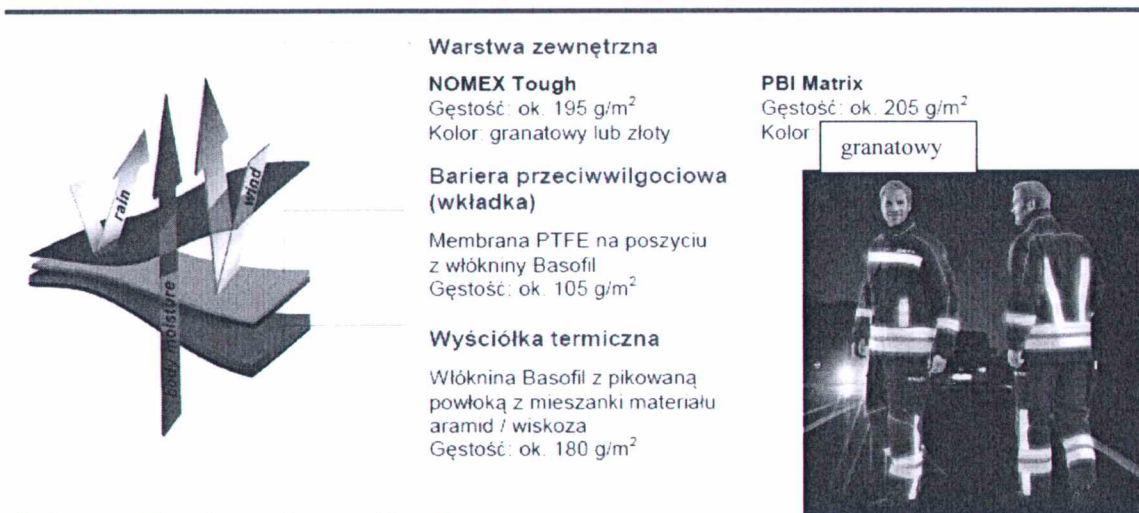 Warstwa zewnętrzna
NOMEX Tough
Gęstość: ok. 195 g/m²
Kolor: granatowy lub złoty
PBI Matrix
Gęstość: ok. 205 g/m²
Kolor
granatowy
Bariera przeciwwilgociowa
(wkładka)
Membrana PTFE na poszyciu
z włókniny Basofil
Gęstość: ok. 105 g/m²
Wyściółka termiczna
Włóknina Basofil z pikowaną
powłoką z mieszanki materiału
aramid / wiskoza
Gęstość: ok. 180 g/m²
rain
wind
body moisture